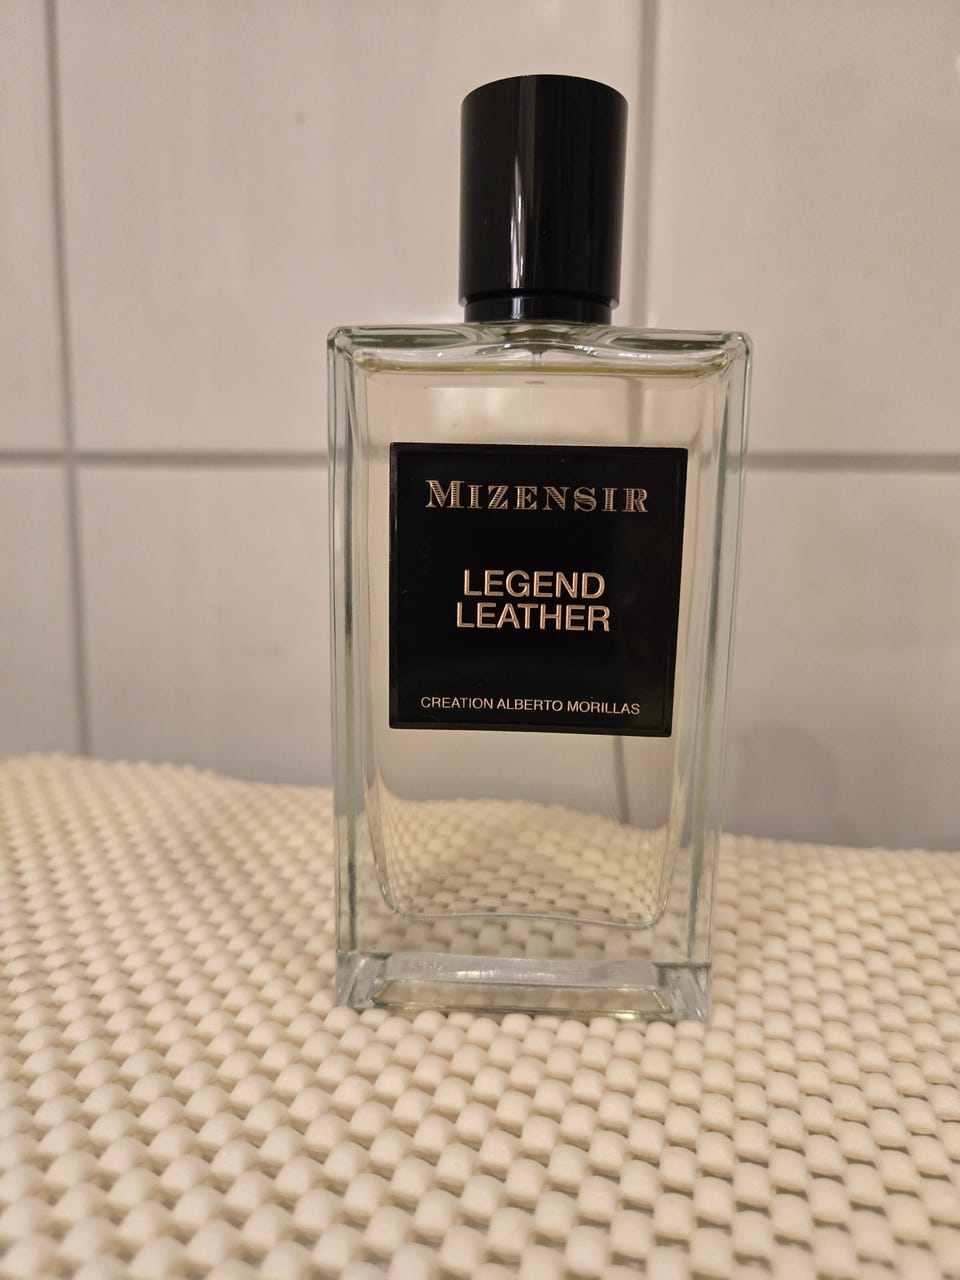 MIZENSIR
LEGEND
LEATHER
CREATION ALBERTO MORILLAS